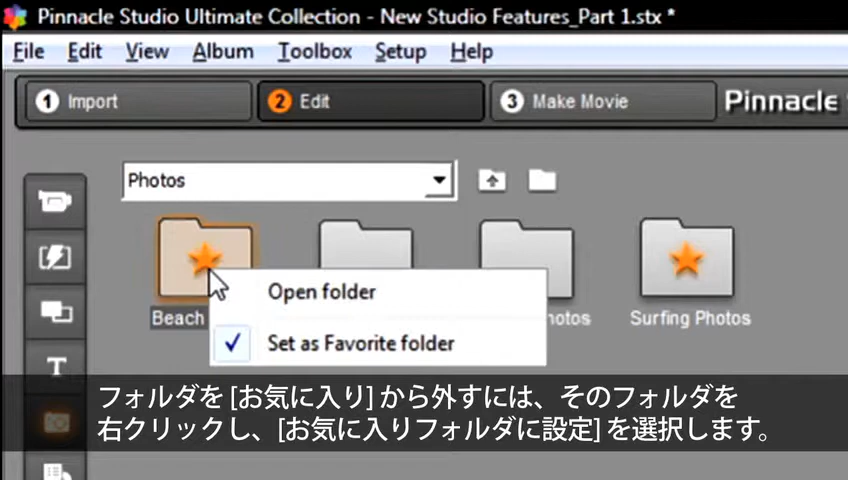 Pinnacle Studio Ultimate Collection - New Studio Features_Part 1.stx *
File Edit View Album Toolbox Setup Help
1 Import 2 Edit 3 Make Movie Pinnacle
Photos
Open folder
Beach hotos Surfing Photos
Set as Favorite folder
T
フォルダを [お気に入り] から外すには、そのフォルダを
右クリックし、[お気に入りフォルダに設定] を選択します。